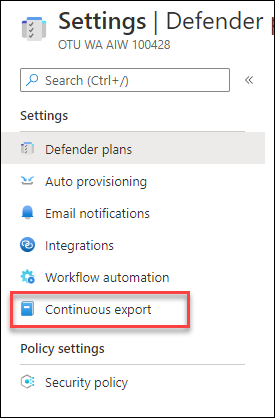 Settings | Defender p
OTU WA AIW 100428
Search (Ctrl+/)
«
Settings
Defender plans
Auto provisioning
Email notifications
Integrations
Workflow automation
Continuous export
Policy settings
Security policy